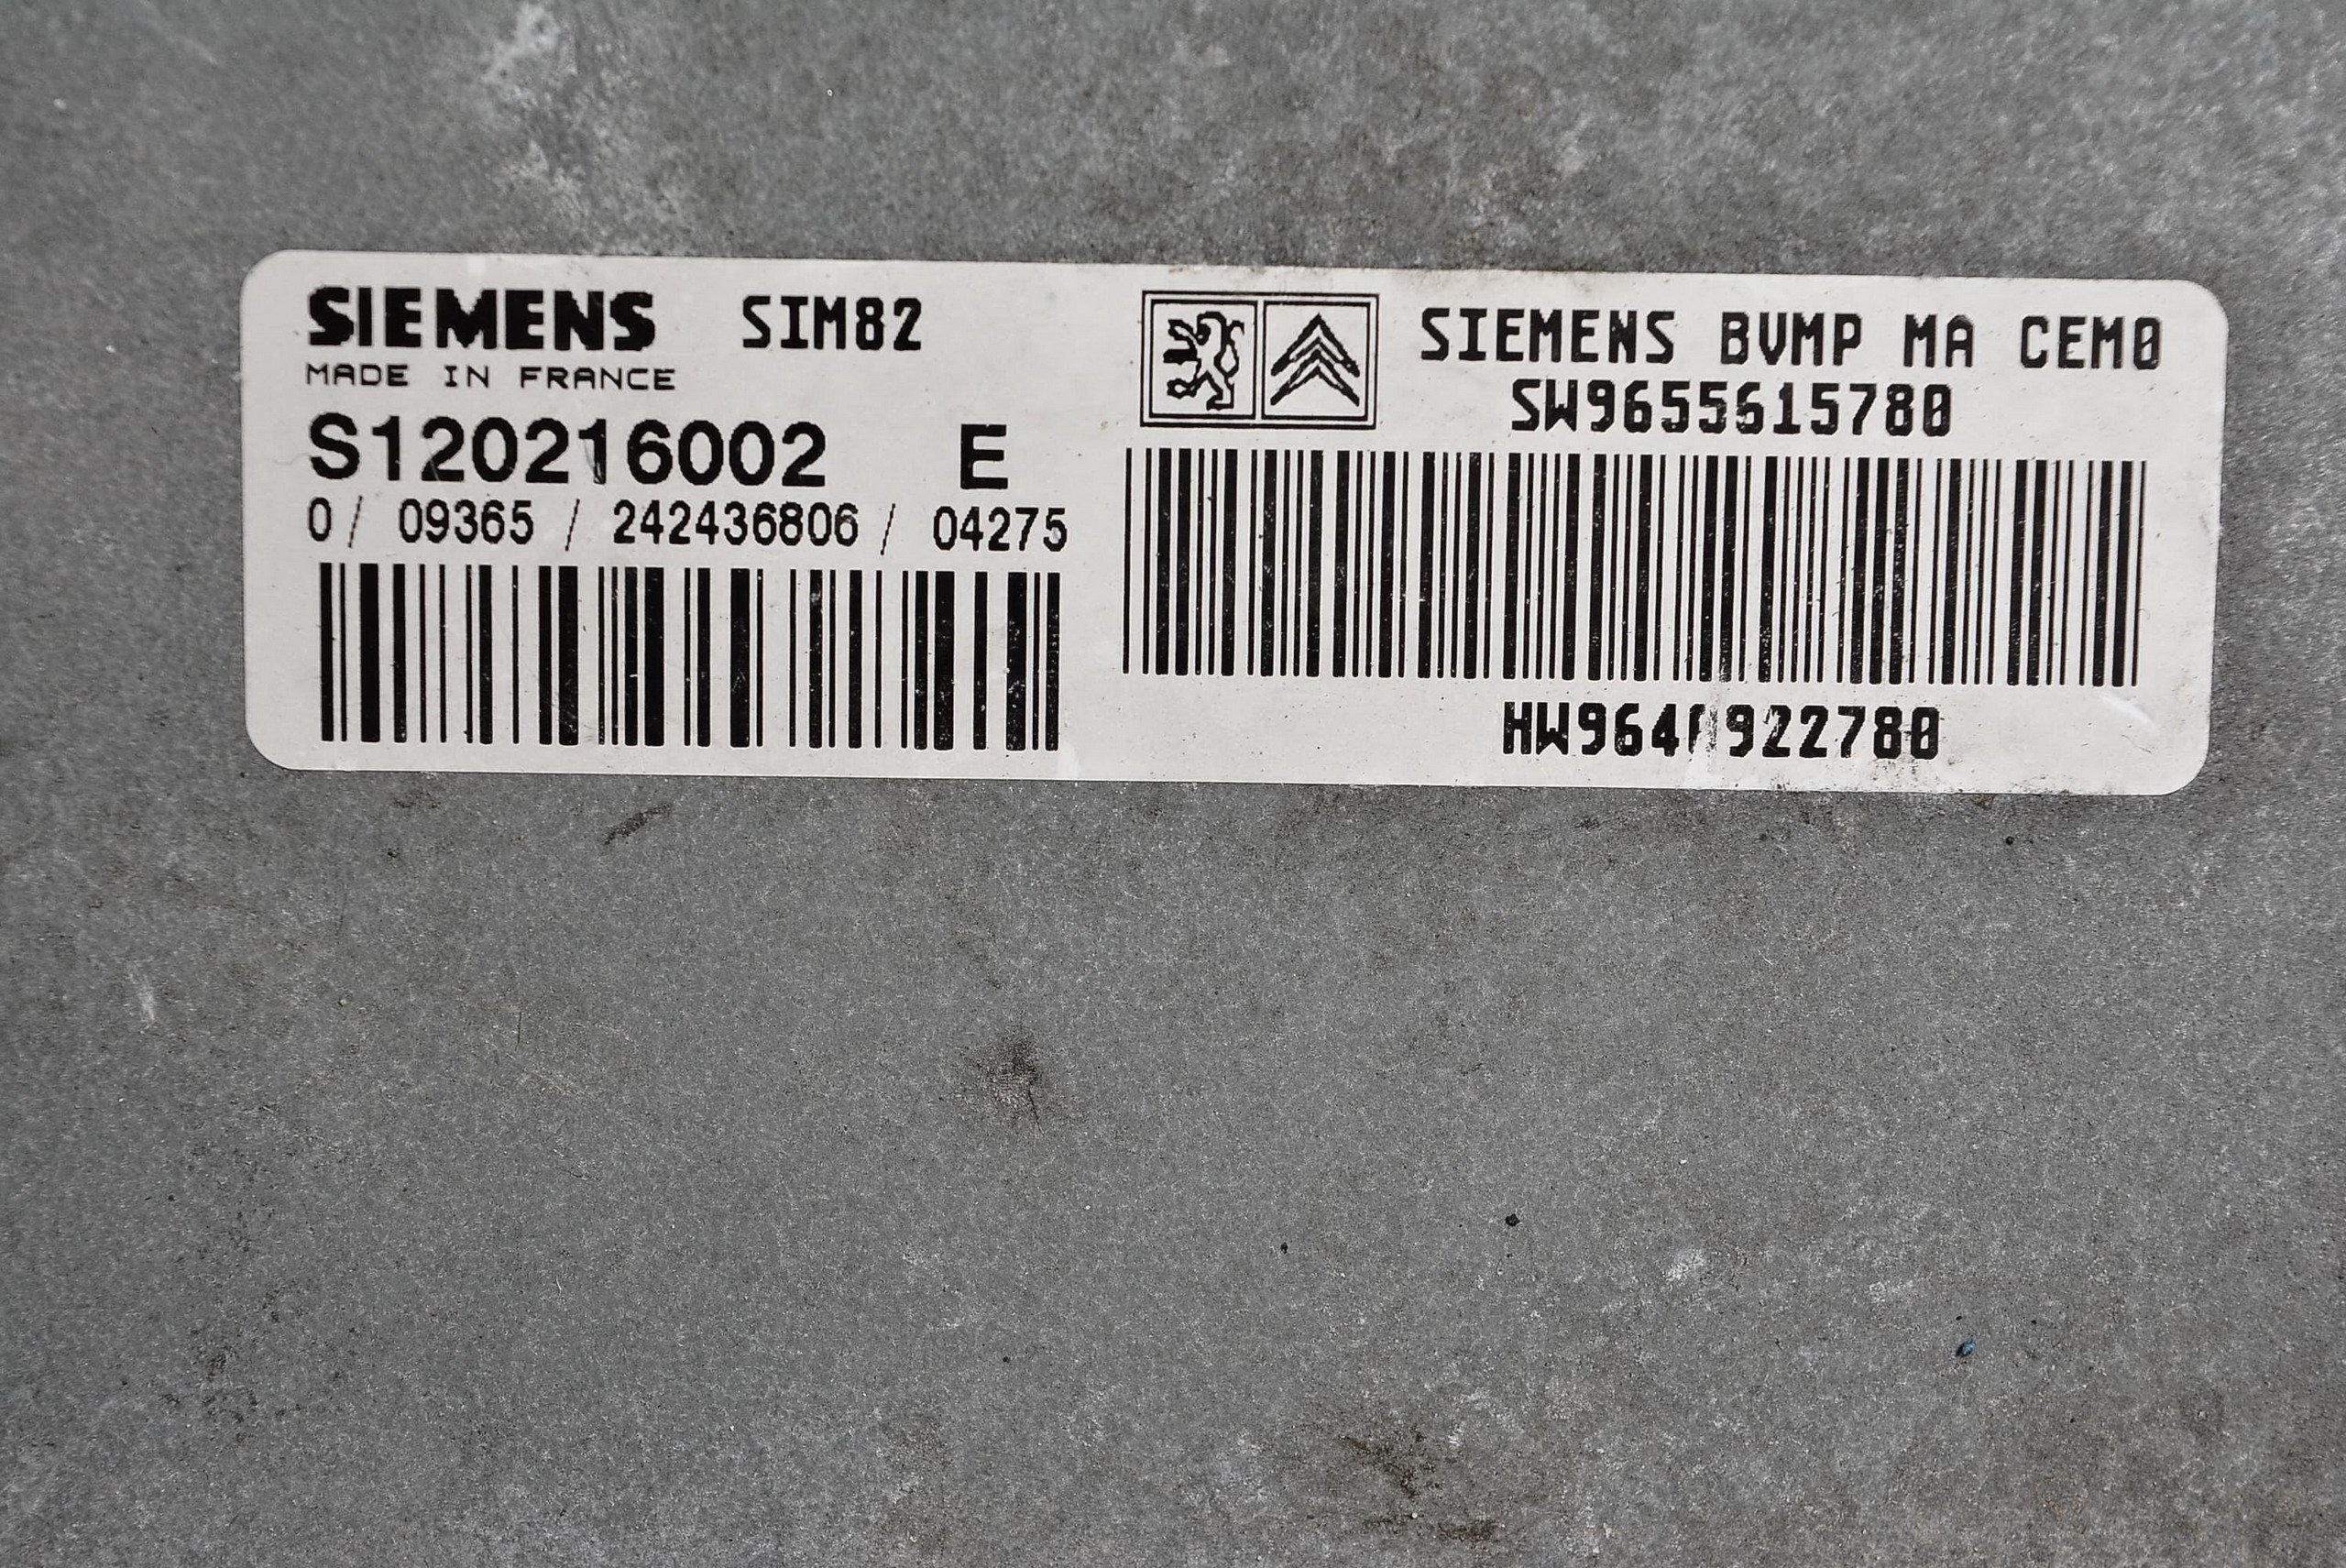 SIEMENS SIM82
MADE IN FRANCE
S120216002 E
0/ 09365 / 242436806 / 04275
SIEMENS BVMP MA CEM0
SW9655615780